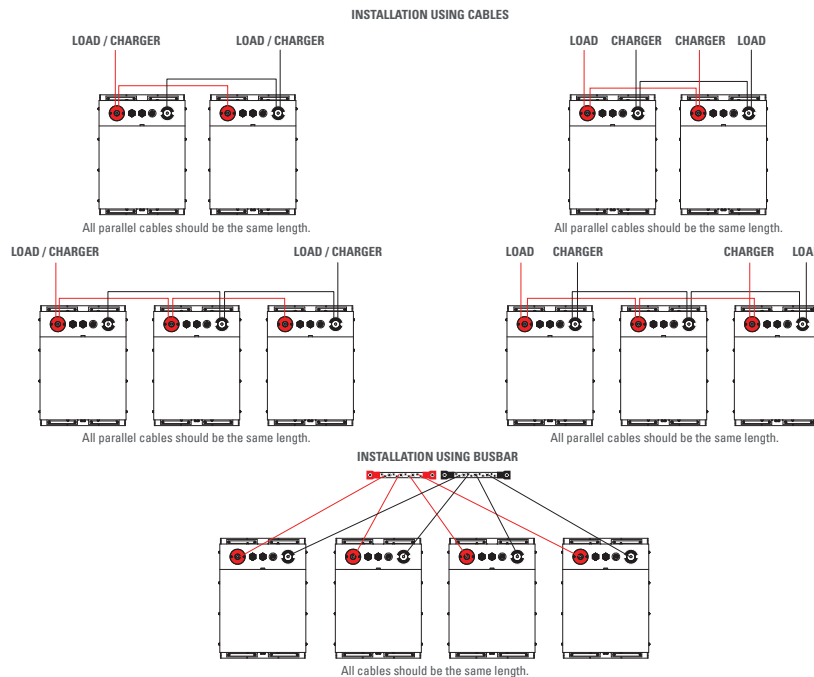 INSTALLATION USING CABLES
LOAD / CHARGER LOAD / CHARGER LOAD CHARGER CHARGER LOAD
All parallel cables should be the same length. All parallel cables should be the same length.
LOAD / CHARGER LOAD / CHARGER LOAD CHARGER CHARGER LOA
All parallel cables should be the same length. All parallel cables should be the same length.
INSTALLATION USING BUSBAR
All cables should be the same length.